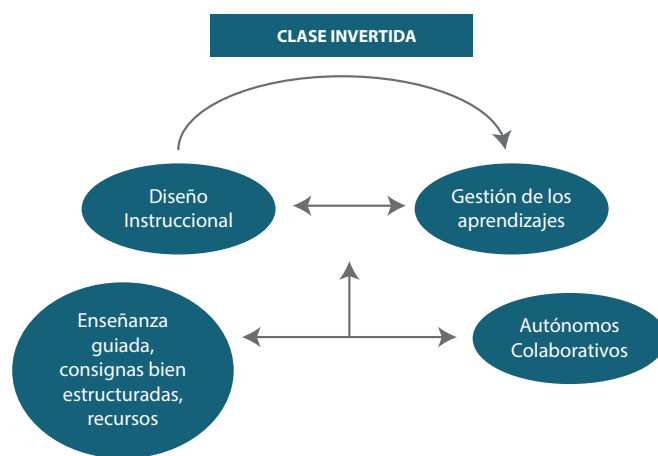 CLASE INVERTIDA
Diseño
Instruccional
Gestión de los
aprendizajes
Enseñanza
guiada,
consignas bien
estructuradas,
recursos
Autónomos
Colaborativos